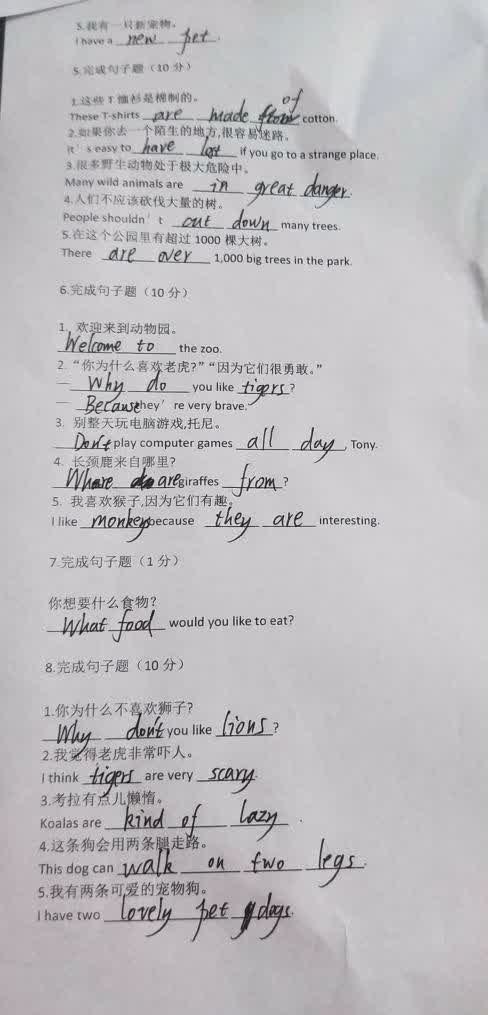 5.我有一只新宠物。
I have a new pet.
5.完成句子题（10 分）
1.这些 T 恤衫是棉制的。
of
These T-shirts are made from cotton.
2.如果你去一个陌生的地方,很容易迷路。
It's easy to have lost if you go to a strange place.
3.很多野生动物处于极大危险中。
Many wild animals are in great danger.
4.人们不应该砍伐大量的树。
People shouldn't cut down many trees.
5.在这个公园里有超过 1000 棵大树。
There are over 1,000 big trees in the park.
6.完成句子题（10 分）
1. 欢迎来到动物园。
Welcome to the zoo.
2. “你为什么喜欢老虎?”“因为它们很勇敢。”
— Why do you like tigers?
— Because they're very brave.
3. 别整天玩电脑游戏,托尼。
Don't play computer games all day, Tony.
4. 长颈鹿来自哪里?
Where are giraffes from?
5. 我喜欢猴子,因为它们有趣。
I like monkeys because they are interesting.
7.完成句子题（1 分）
你想要什么食物?
What food would you like to eat?
8.完成句子题（10 分）
1.你为什么不喜欢狮子?
Why don't you like lions?
2.我觉得老虎非常吓人。
I think tigers are very scary.
3.考拉有点儿懒惰。
Koalas are kind of lazy.
4.这条狗会用两条腿走路。
This dog can walk on two legs.
5.我有两条可爱的宠物狗。
I have two lovely pet dogs.